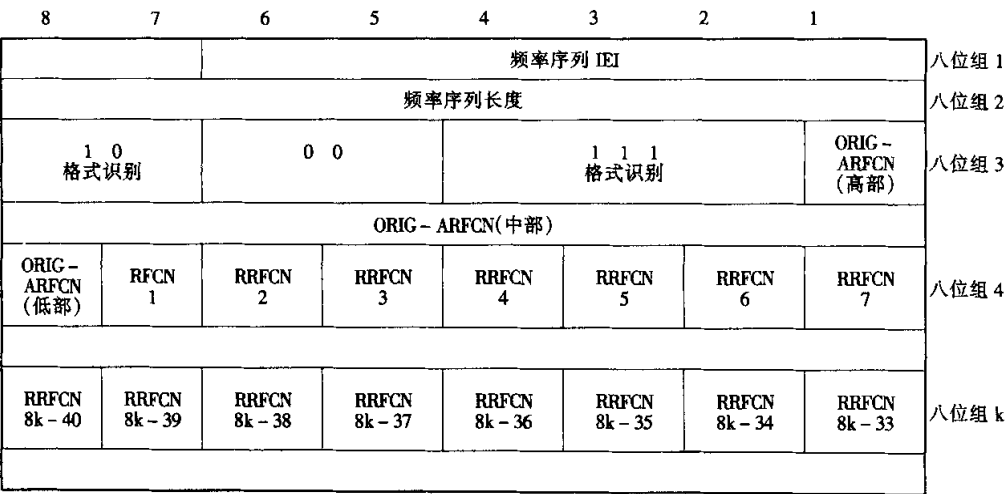 8 7 6 5 4 3 2 1
频率序列 IEI 八位组 1
频率序列长度 八位组 2
1 0 0 0 1 1 1 ORIG-
格式识别 格式识别 ARFCN 八位组 3
(高部)
ORIG-ARFCN(中部)
ORIG- RFCN RRFCN RRFCN RRFCN RRFCN RRFCN RRFCN
ARFCN 1 2 3 4 5 6 7 八位组 4
(低部)
RRFCN RRFCN RRFCN RRFCN RRFCN RRFCN RRFCN RRFCN
8k-40 8k-39 8k-38 8k-37 8k-36 8k-35 8k-34 8k-33 八位组 k